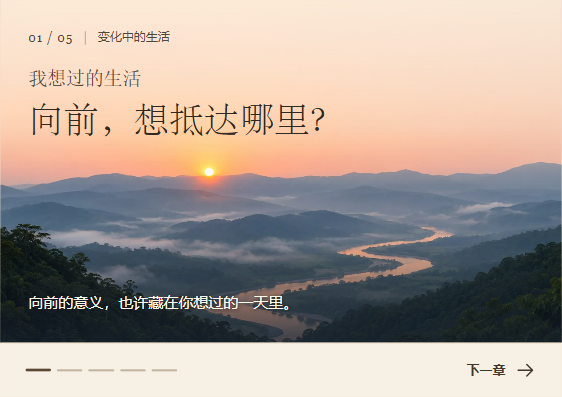 01 / 05 | 变化中的生活
我想过的生活
向前，想抵达哪里？
向前的意义，也许藏在你想过的一天里。
下一章 →